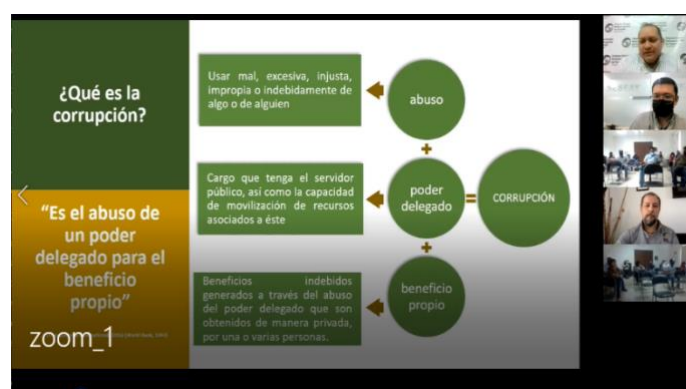 ¿Qué es la
corrupción?
“Es el abuso de
un poder
delegado para el
beneficio
propio”
Usar mal, excesiva, injusta,
impropia o indebidamente de
algo o de alguien
abuso
+
Cargo que tenga el servidor
público, así como la capacidad
de movilización de recursos
asociados a éste
poder
delegado
=
CORRUPCIÓN
+
Beneficios indebidos
generados a través del abuso
del poder delegado que son
obtenidos de manera privada,
por una o varias personas.
beneficio
propio
zoom_1